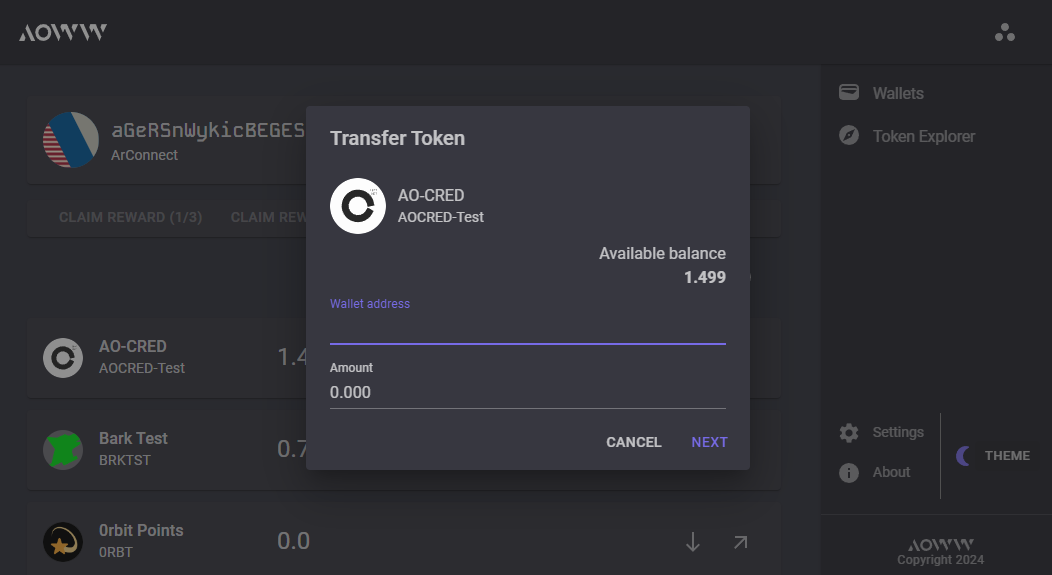 AOWW
aGeRSnWykicBEGES
ArConnect
CLAIM REWARD (1/3) CLAIM REW
Transfer Token
AO-CRED
AOCRED-Test
Available balance
1.499
Wallet address
Amount
0.000
CANCEL NEXT
AO-CRED
AOCRED-Test
1.4
Bark Test
BRKTST
0.7
0rbit Points
0RBT
0.0
Wallets
Token Explorer
Settings
About
THEME
AOWW
Copyright 2024